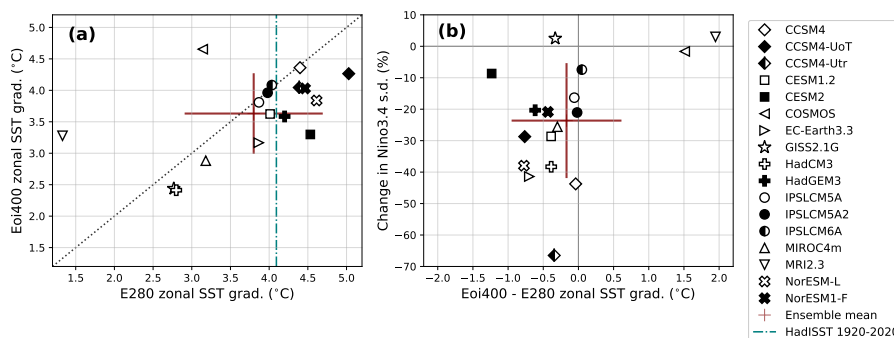 (a)
5.0
4.5
4.0
3.5
3.0
2.5
2.0
1.5
Eoi400 zonal SST grad. (°C)
1.5 2.0 2.5 3.0 3.5 4.0 4.5 5.0
E280 zonal SST grad. (°C)
(b)
10
0
−10
−20
−30
−40
−50
−60
−70
Change in Nino3.4 s.d. (%)
−2.0 −1.5 −1.0 −0.5 0.0 0.5 1.0 1.5 2.0
Eoi400 - E280 zonal SST grad. (°C)
CCSM4
CCSM4-UoT
CCSM4-Utr
CESM1.2
CESM2
COSMOS
EC-Earth3.3
GISS2.1G
HadCM3
HadGEM3
IPSLCM5A
IPSLCM5A2
IPSLCM6A
MIROC4m
MRI2.3
NorESM-L
NorESM1-F
Ensemble mean
HadISST 1920-2020